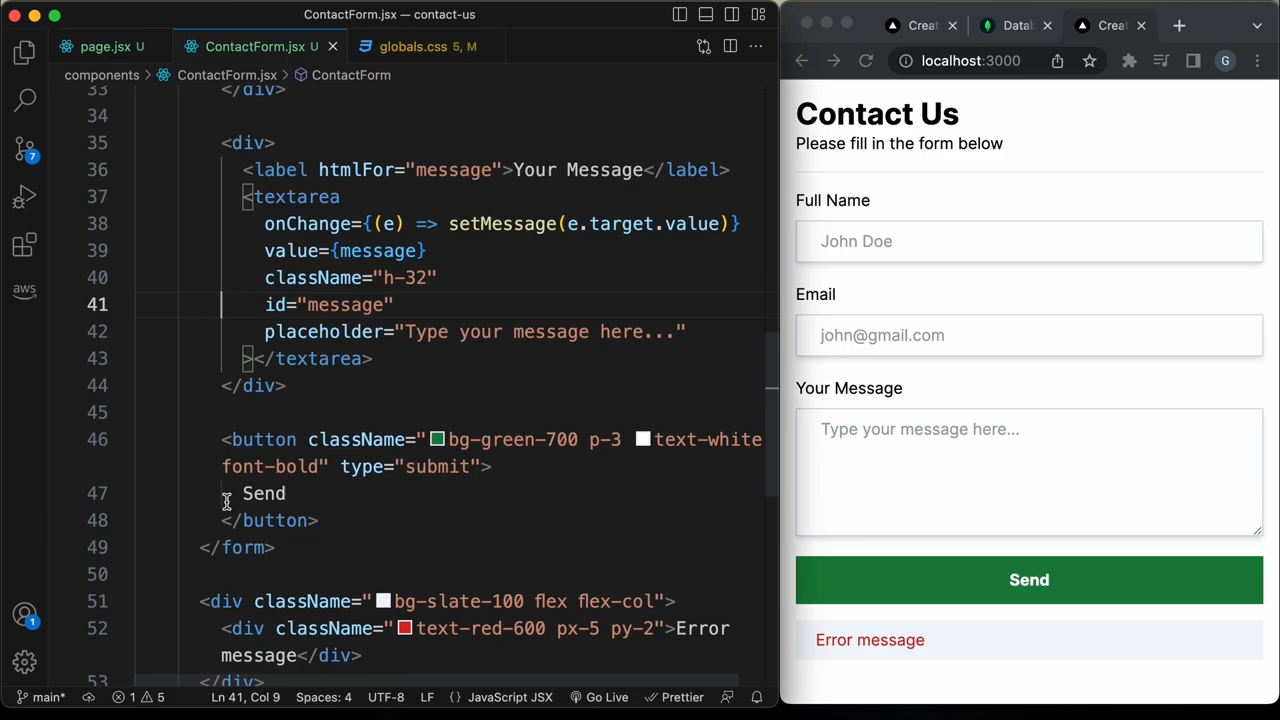 ContactForm.jsx — contact-us
page.jsx U
ContactForm.jsx U
globals.css 5, M
components > ContactForm.jsx > ContactForm
33 </div>
34
35 <div>
36 <label htmlFor="message">Your Message</label>
37 <textarea
38 onChange={(e) => setMessage(e.target.value)}
39 value={message}
40 className="h-32"
41 id="message"
42 placeholder="Type your message here..."
43 ></textarea>
44 </div>
45
46 <button className="bg-green-700 p-3 text-white
font-bold" type="submit">
47 Send
48 </button>
49 </form>
50
51 <div className="bg-slate-100 flex flex-col">
52 <div className="text-red-600 px-5 py-2">Error
message</div>
53 </div>
7
aws
1
main*
1 5
Ln 41, Col 9
Spaces: 4
UTF-8
LF
{} JavaScript JSX
Go Live
Prettier
Creat
Datab
Creat
localhost:3000
G
Contact Us
Please fill in the form below
Full Name
John Doe
Email
john@gmail.com
Your Message
Type your message here...
Send
Error message